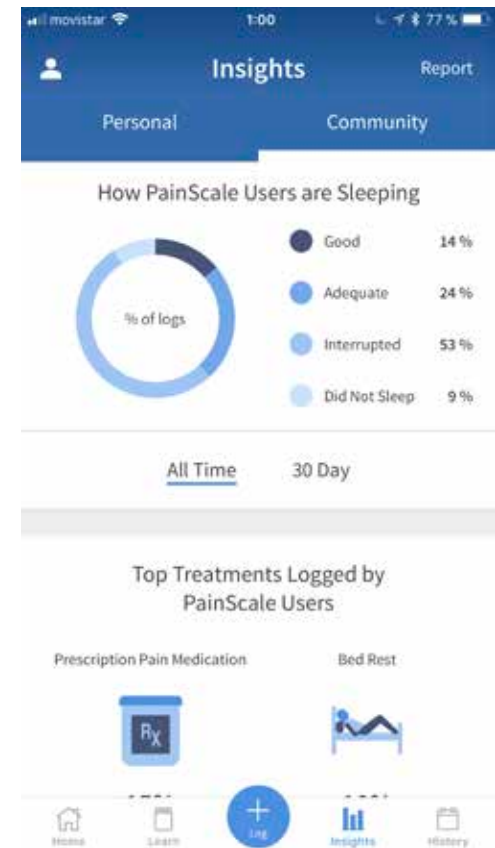 movistar 1:00 77 %
Insights Report
Personal Community
How PainScale Users are Sleeping
% of logs
Good 14 %
Adequate 24 %
Interrupted 53 %
Did Not Sleep 9 %
All Time 30 Day
Top Treatments Logged by
PainScale Users
Prescription Pain Medication Bed Rest
Rx
Home Learn Log Insights History